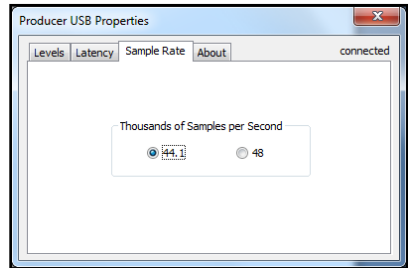 Producer USB Properties
Levels Latency Sample Rate About connected
Thousands of Samples per Second
44.1 48